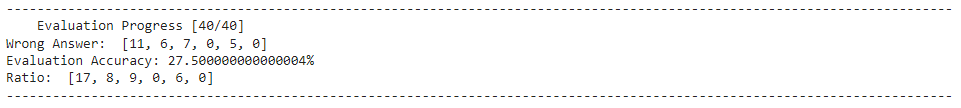 ----------------------------------------------------------------------------------------------------------------------------------
Evaluation Progress [40/40]
Wrong Answer:  [11, 6, 7, 0, 5, 0]
Evaluation Accuracy: 27.500000000000004%
Ratio:  [17, 8, 9, 0, 6, 0]
----------------------------------------------------------------------------------------------------------------------------------